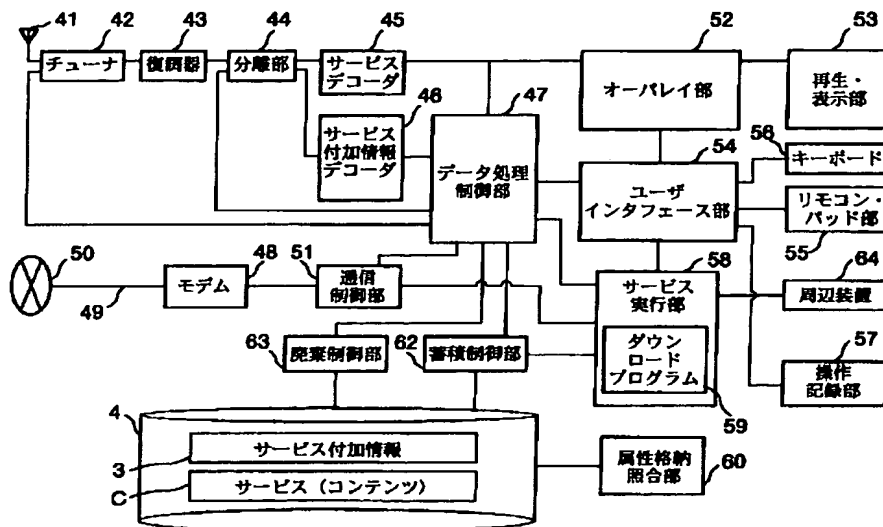 41
42
43
44
45
52
53
チューナ
復調器
分離部
サービス
デコーダ
オーバレイ部
再生・
表示部
46
47
サービス
付加情報
デコーダ
データ処理
制御部
54
56
キーボード
ユーザ
インタフェース部
リモコン・
パッド部
55
50
49
48
モデム
51
通信
制御部
58
サービス
実行部
64
周辺装置
63
廃棄制御部
62
蓄積制御部
ダウン
ロード
プログラム
59
57
操作
記録部
4
サービス付加情報
3
サービス（コンテンツ）
C
属性格納
照合部
60